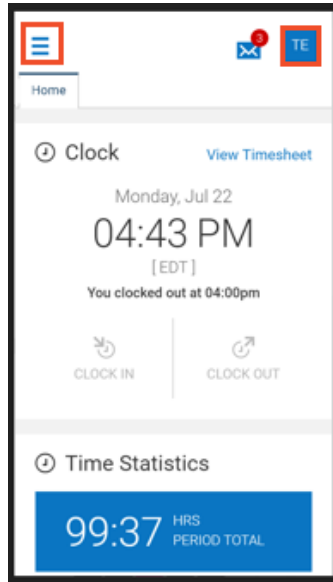 3
TE
Home
Clock
View Timesheet
Monday, Jul 22
04:43 PM
[ EDT ]
You clocked out at 04:00pm
CLOCK IN
CLOCK OUT
Time Statistics
99:37 HRS
PERIOD TOTAL